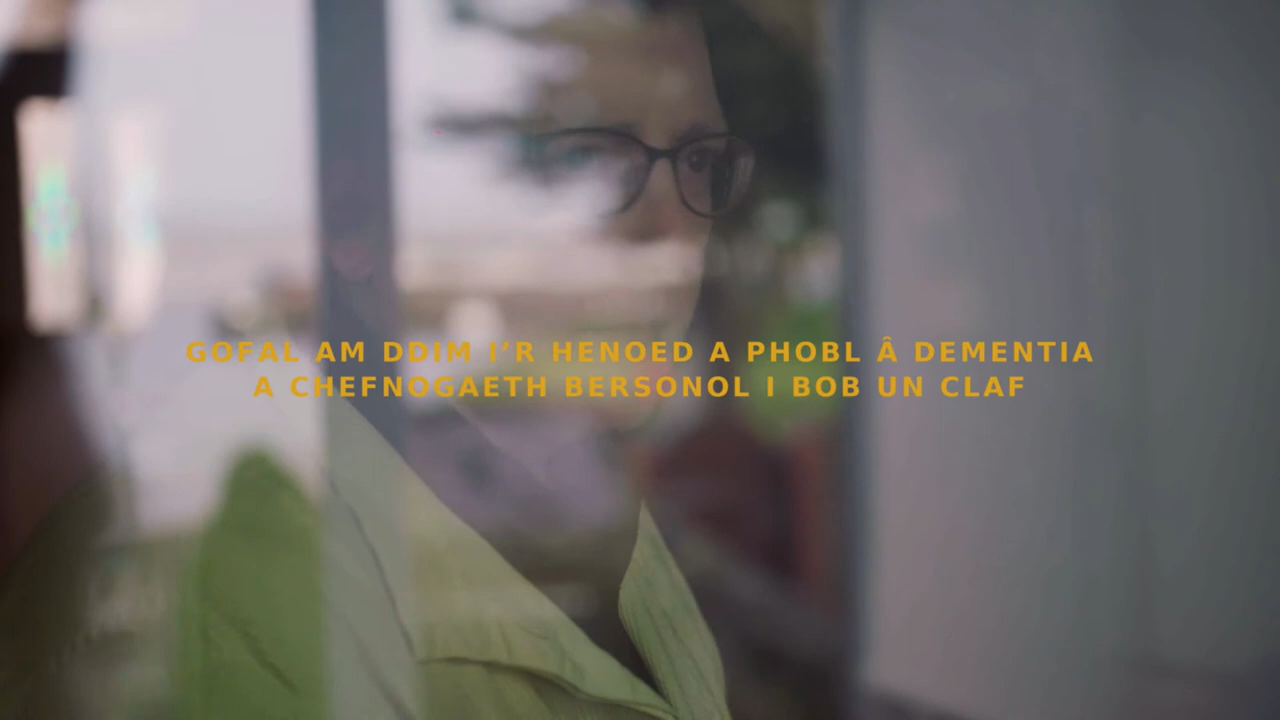 GOFAL AM DDIM I’R HENOED A PHOBL Â DEMENTIA
A CHEFNOGAETH BERSONOL I BOB UN CLAF